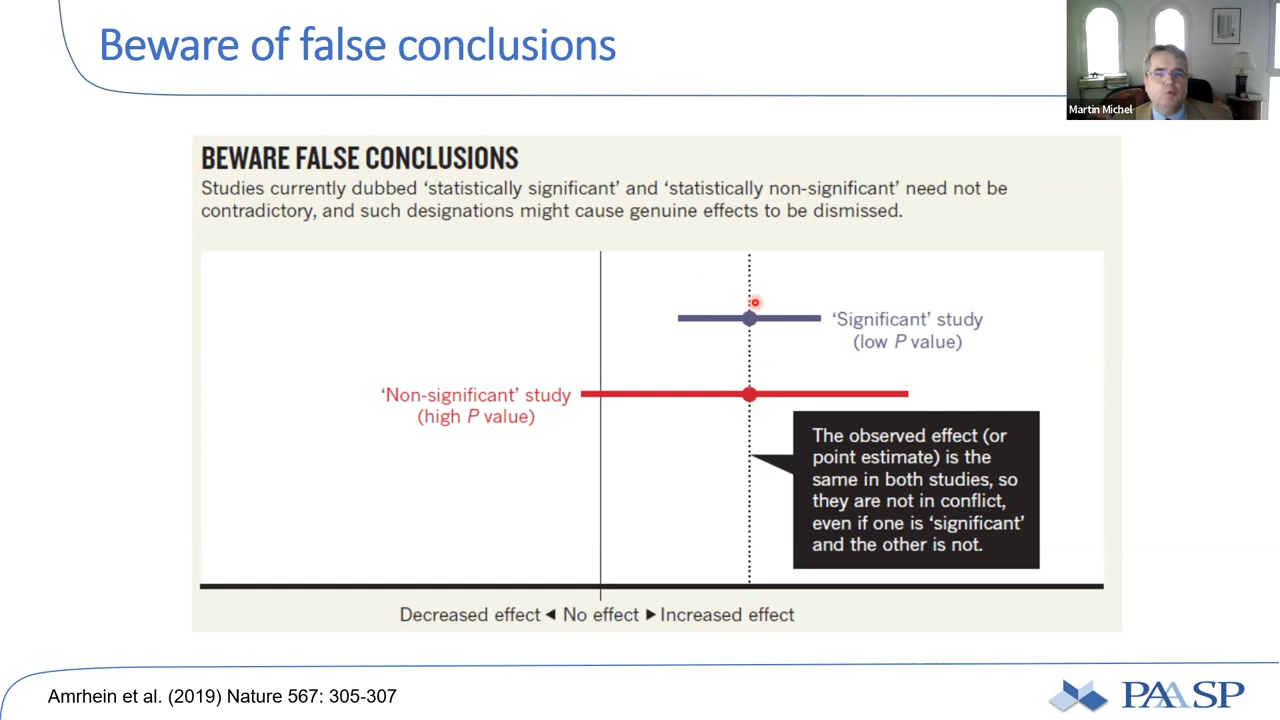 Beware of false conclusions
Martin Michel
BEWARE FALSE CONCLUSIONS
Studies currently dubbed ‘statistically significant’ and ‘statistically non-significant’ need not be
contradictory, and such designations might cause genuine effects to be dismissed.
‘Significant’ study
(low P value)
‘Non-significant’ study
(high P value)
The observed effect (or
point estimate) is the
same in both studies, so
they are not in conflict,
even if one is ‘significant’
and the other is not.
Decreased effect ◄ No effect ► Increased effect
Amrhein et al. (2019) Nature 567: 305-307
PAASP